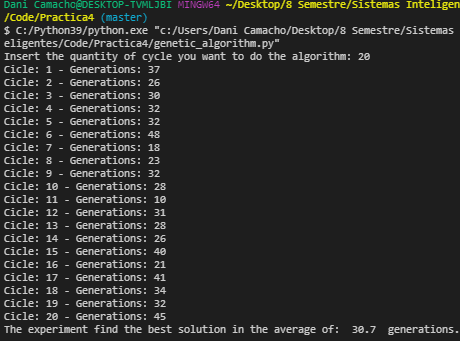 Dani Camacho@DESKTOP-TVMLJBI MINGW64 ~/Desktop/8 Semestre/Sistemas Inteligen
/Code/Practica4 (master)
$ C:/Python39/python.exe "c:/Users/Dani Camacho/Desktop/8 Semestre/Sistemas
eligentes/Code/Practica4/genetic_algorithm.py"
Insert the quantity of cycle you want to do the algorithm: 20
Cicle: 1 - Generations: 37
Cicle: 2 - Generations: 26
Cicle: 3 - Generations: 30
Cicle: 4 - Generations: 32
Cicle: 5 - Generations: 32
Cicle: 6 - Generations: 48
Cicle: 7 - Generations: 18
Cicle: 8 - Generations: 23
Cicle: 9 - Generations: 32
Cicle: 10 - Generations: 28
Cicle: 11 - Generations: 10
Cicle: 12 - Generations: 31
Cicle: 13 - Generations: 28
Cicle: 14 - Generations: 26
Cicle: 15 - Generations: 40
Cicle: 16 - Generations: 21
Cicle: 17 - Generations: 41
Cicle: 18 - Generations: 34
Cicle: 19 - Generations: 32
Cicle: 20 - Generations: 45
The experiment find the best solution in the average of:  30.7  generations.